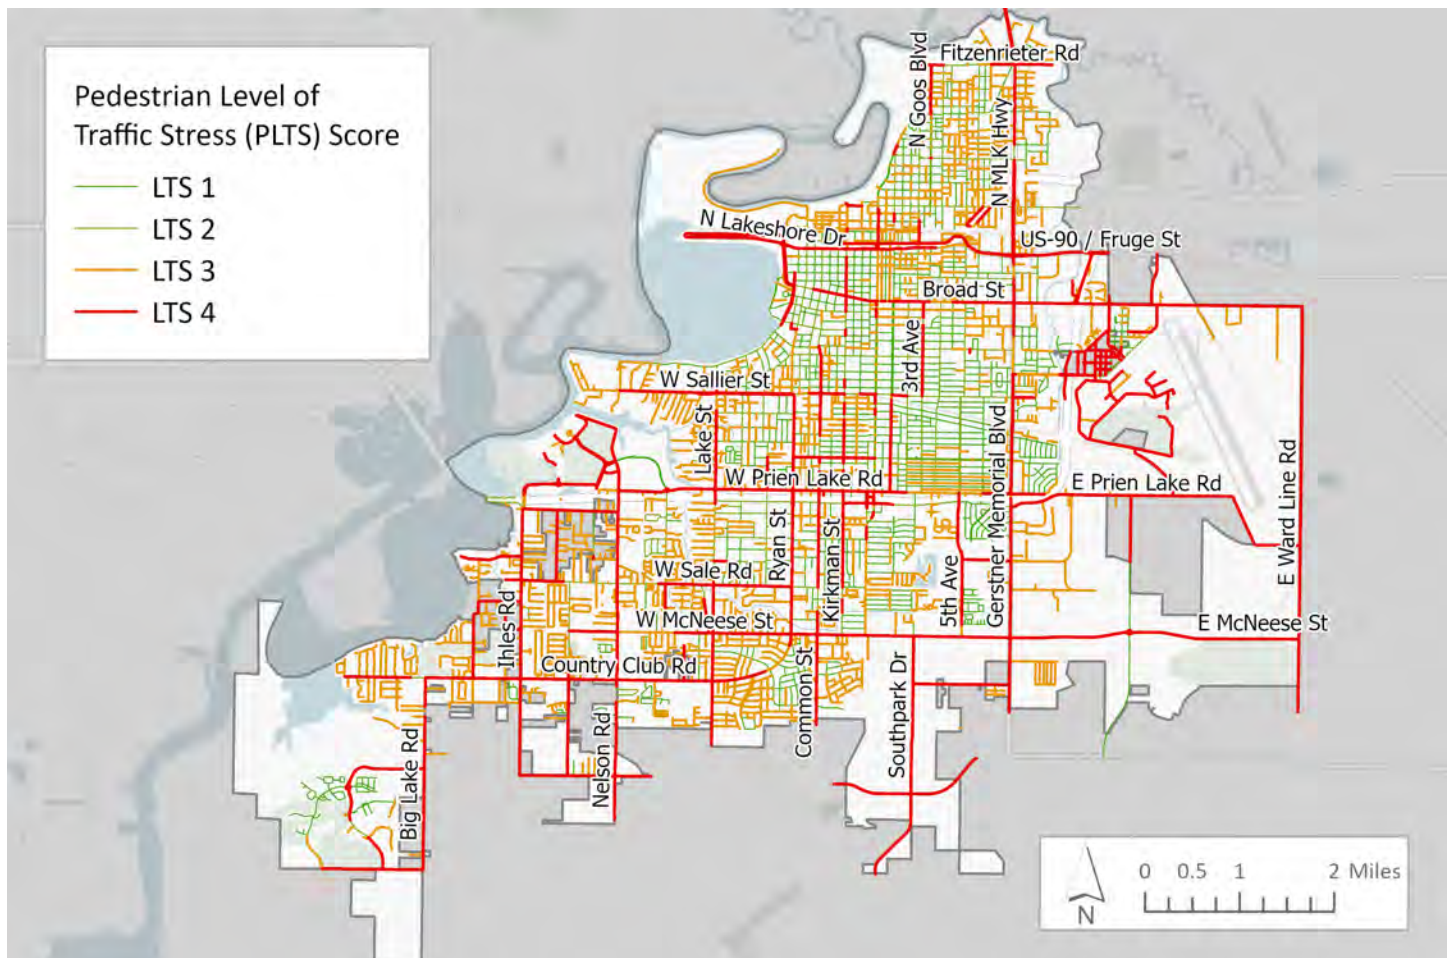 Pedestrian Level of
Traffic Stress (PLTS) Score
LTS 1
LTS 2
LTS 3
LTS 4
N Goos Blvd
Fitzenrieter Rd
N MLK Hwy
N Lakeshore Dr
US-90 / Fruge St
Broad St
3rd Ave
W Sallier St
Lake St
Gerstner Memorial Blvd
E Ward Line Rd
W Prien Lake Rd
E Prien Lake Rd
Ryan St
Kirkman St
W Sale Rd
5th Ave
Ihles Rd
W McNeese St
E McNeese St
Country Club Rd
Common St
Southpark Dr
Nelson Rd
Big Lake Rd
N
0 0.5 1 2 Miles